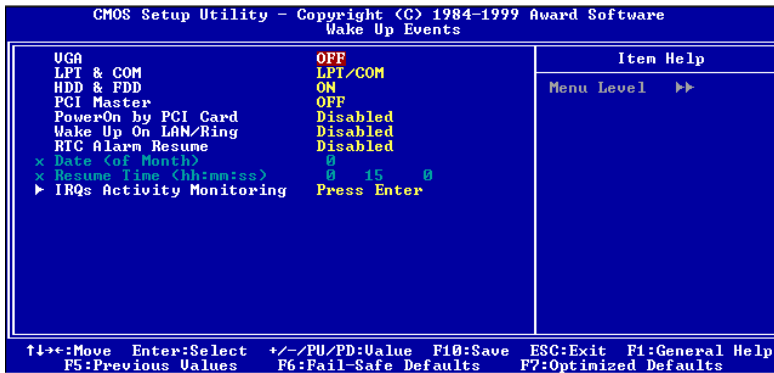 CMOS Setup Utility - Copyright (C) 1984-1999 Award Software
Wake Up Events
VGA OFF
LPT & COM LPT/COM
HDD & FDD ON
PCI Master OFF
PowerOn by PCI Card Disabled
Wake Up On LAN/Ring Disabled
RTC Alarm Resume Disabled
x Date (of Month) 0
x Resume Time (hh:mm:ss) 0 15 0
► IRQs Activity Monitoring Press Enter
Item Help
Menu Level ►►
↑↓→←:Move Enter:Select +/-/PU/PD:Value F10:Save ESC:Exit F1:General Help
F5:Previous Values F6:Fail-Safe Defaults F7:Optimized Defaults